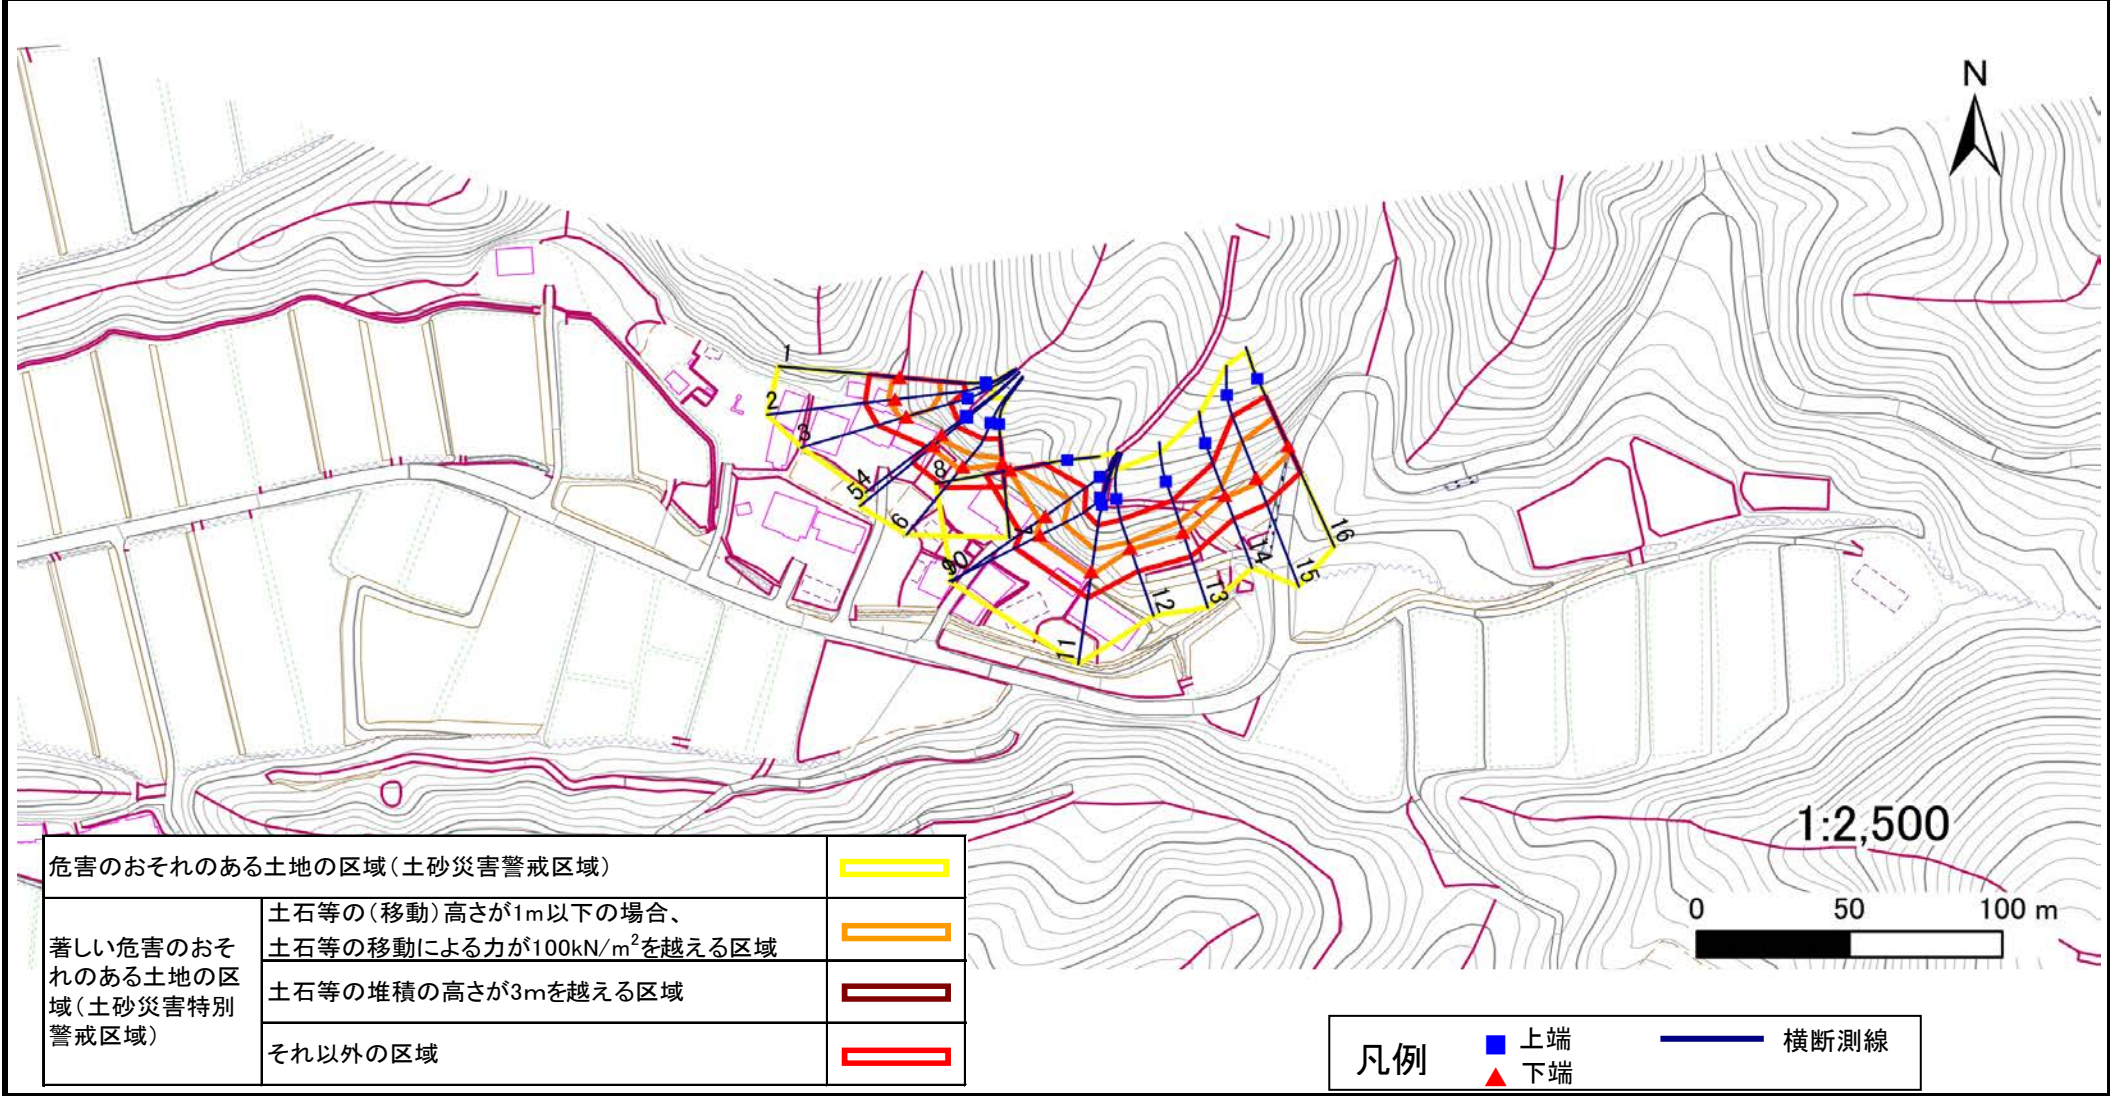 N
1
2
3
5
4
6
8
7
9
10
11
12
13
14
15
16
1:2,500
0 50 100 m
危害のおそれのある土地の区域(土砂災害警戒区域)
著しい危害のおそ
れのある土地の区
域(土砂災害特別
警戒区域)
土石等の(移動)高さが1m以下の場合、
土石等の移動による力が100kN/m²を越える区域
土石等の堆積の高さが3mを越える区域
それ以外の区域
凡例
上端
下端
横断測線